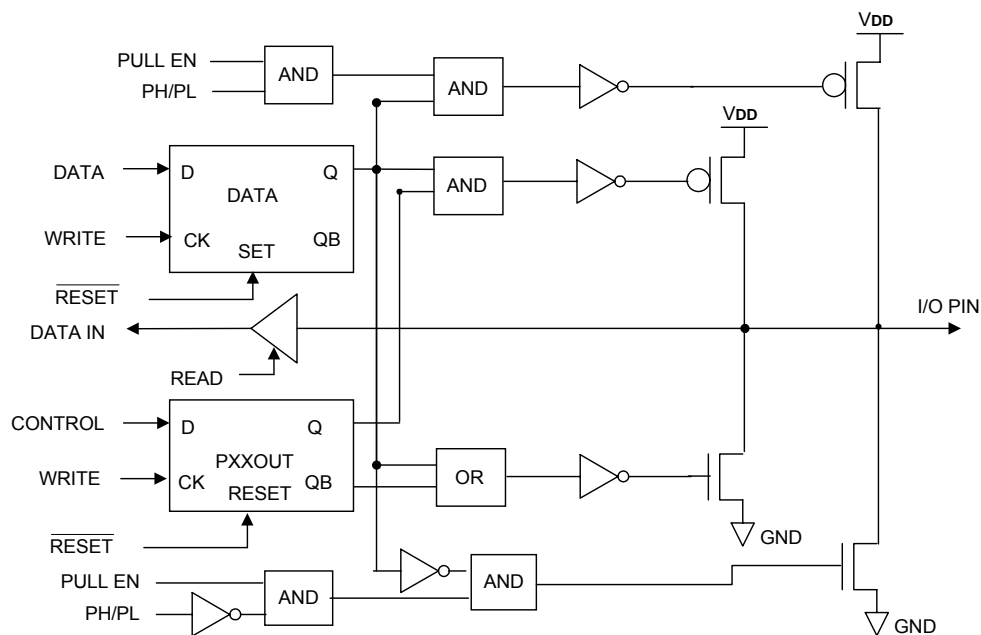 VDD
PULL EN
PH/PL
AND
AND
VDD
DATA
D
Q
DATA
AND
WRITE
CK
QB
SET
RESET
I/O PIN
DATA IN
READ
CONTROL
D
Q
PXXOUT
WRITE
CK
RESET
QB
OR
RESET
GND
PULL EN
AND
AND
PH/PL
GND